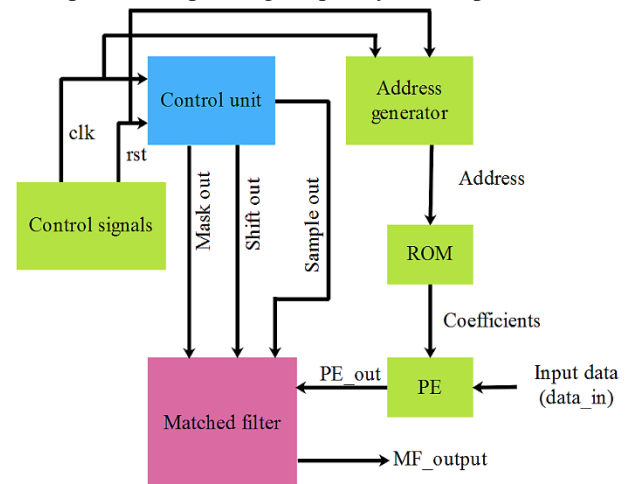 Control unit
Address
generator
clk
rst
Control signals
Mask out
Shift out
Sample out
Address
ROM
Coefficients
PE_out
PE
Input data
(data_in)
Matched filter
MF_output